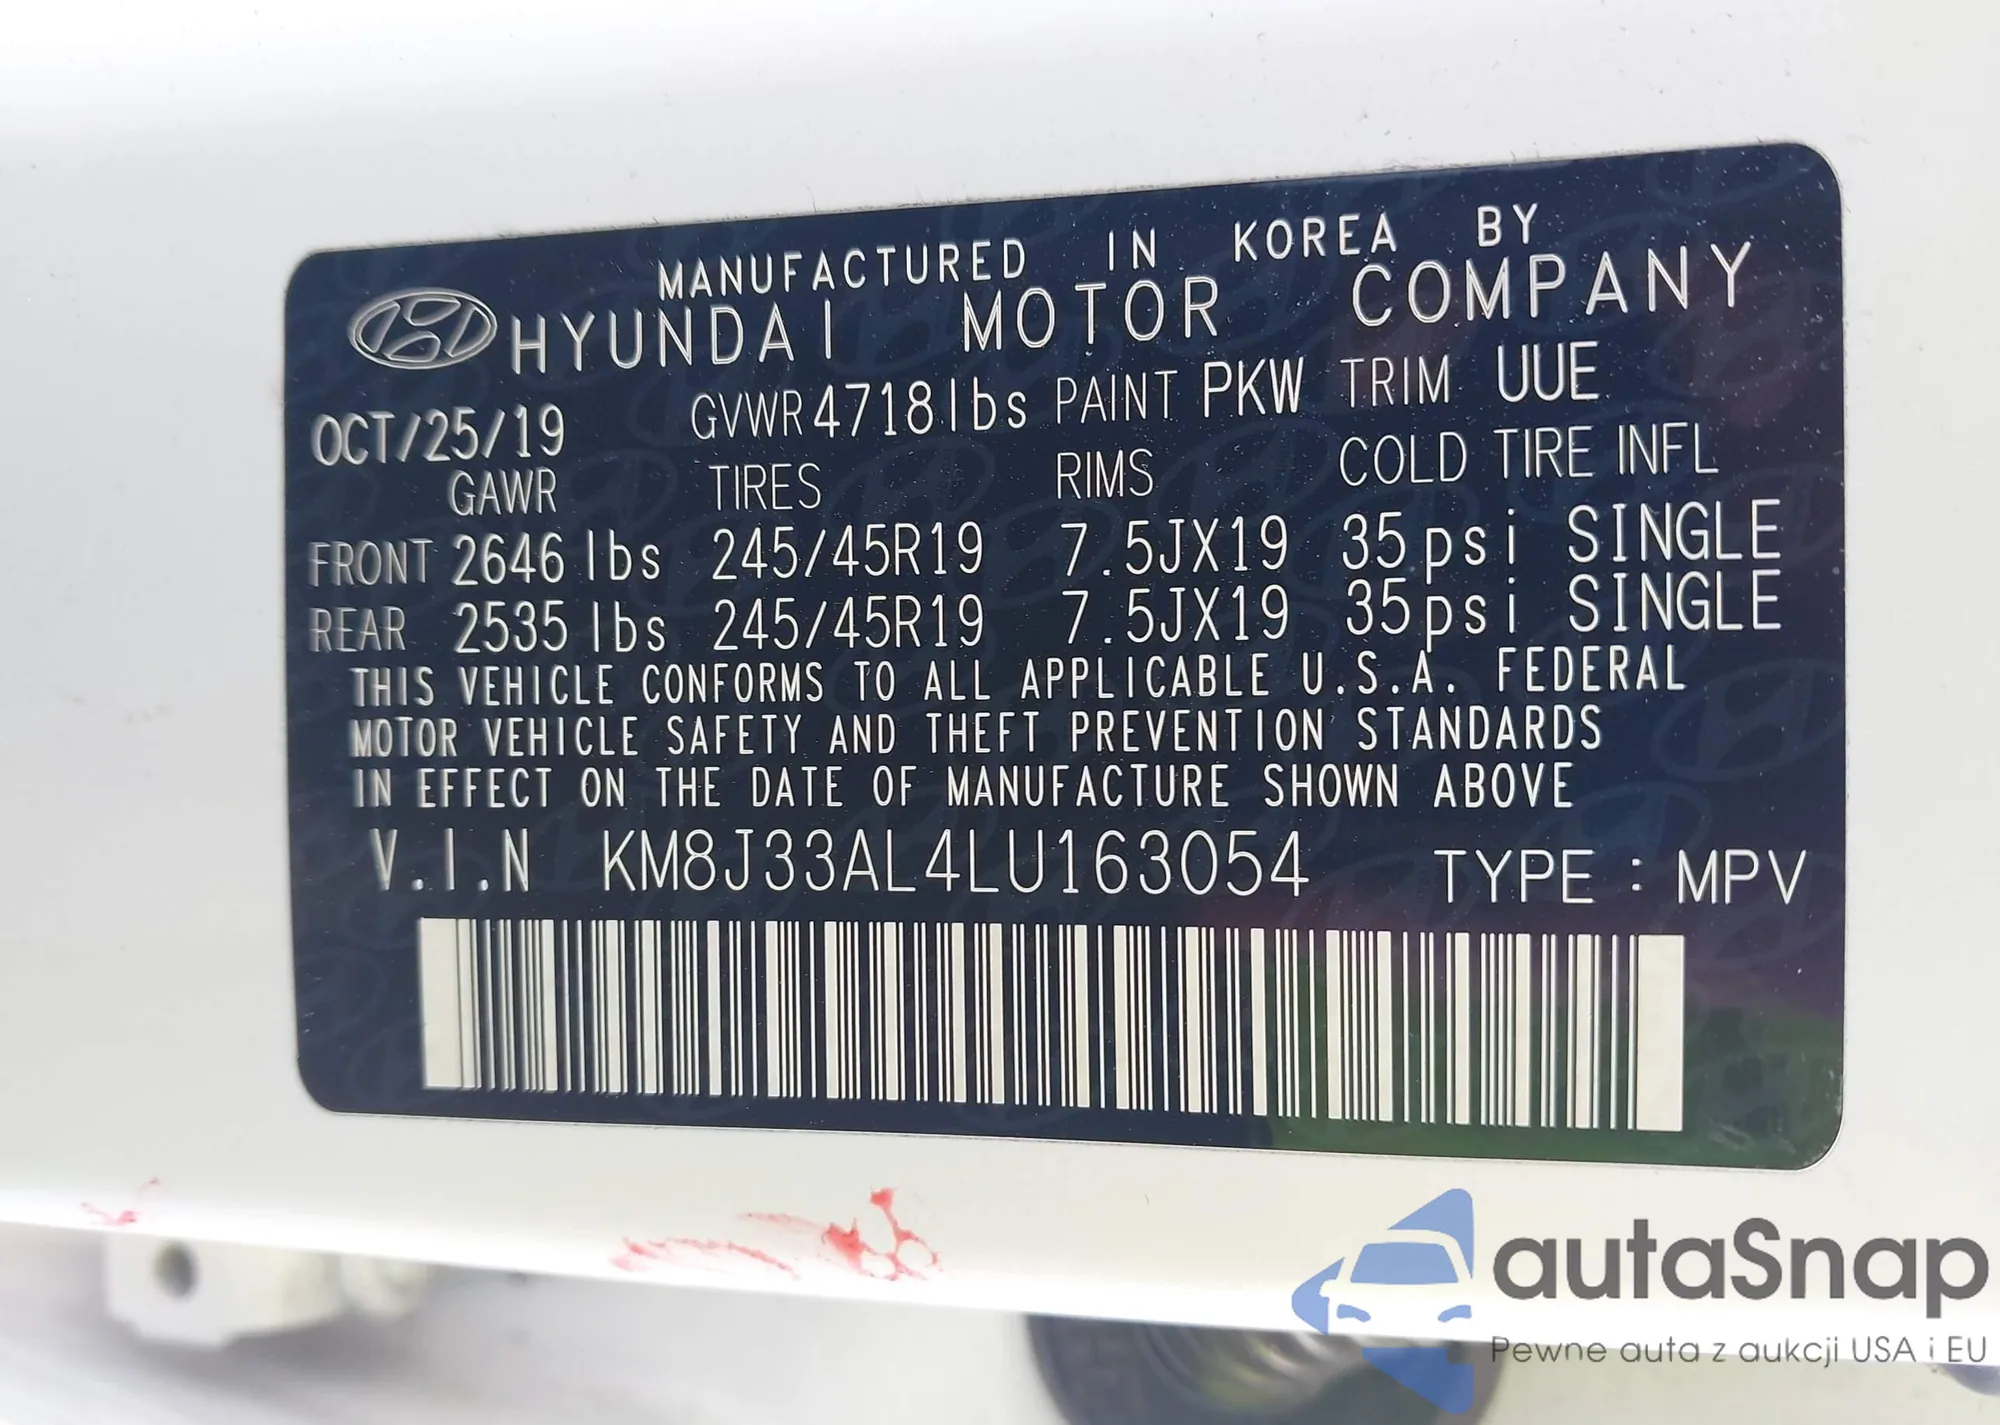 MANUFACTURED IN KOREA BY
HYUNDAI MOTOR COMPANY
OCT/25/19 GVWR 4718lbs PAINT PKW TRIM UUE
GAWR TIRES RIMS COLD TIRE INFL
FRONT 2646 lbs 245/45R19 7.5JX19 35psi SINGLE
REAR 2535 lbs 245/45R19 7.5JX19 35psi SINGLE
THIS VEHICLE CONFORMS TO ALL APPLICABLE U.S.A. FEDERAL
MOTOR VEHICLE SAFETY AND THEFT PREVENTION STANDARDS
IN EFFECT ON THE DATE OF MANUFACTURE SHOWN ABOVE
V.I.N KM8J33AL4LU163054 TYPE : MPV
autaSnap
Pewne auta z aukcji USA i EU